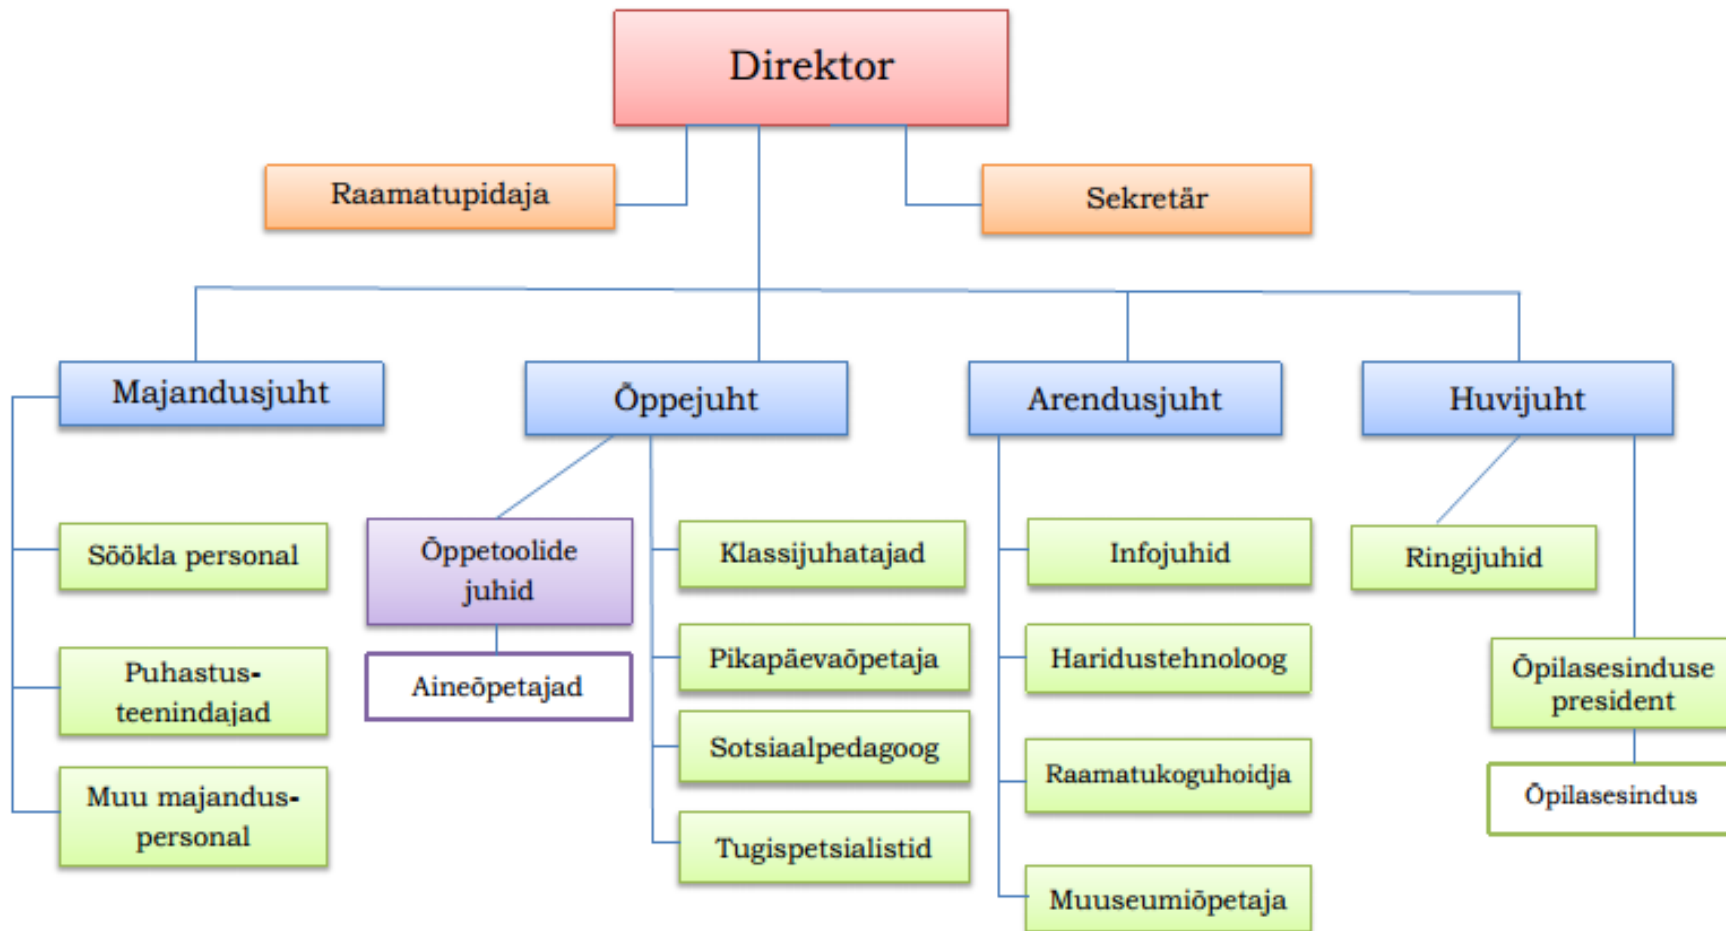 Direktor
Raamatupidaja
Sekretär
Majandusjuht
Õppejuht
Arendusjuht
Huvijuht
Söökla personal
Puhastus-
teenindajad
Muu majandus-
personal
Õppetoolide
juhid
Aineõpetajad
Klassijuhatajad
Pikapäevaõpetaja
Sotsiaalpedagoog
Tugispetsialistid
Infojuhid
Haridustehnoloog
Raamatukoguhoidja
Muuseumiõpetaja
Ringijuhid
Õpilasesinduse
president
Õpilasesindus